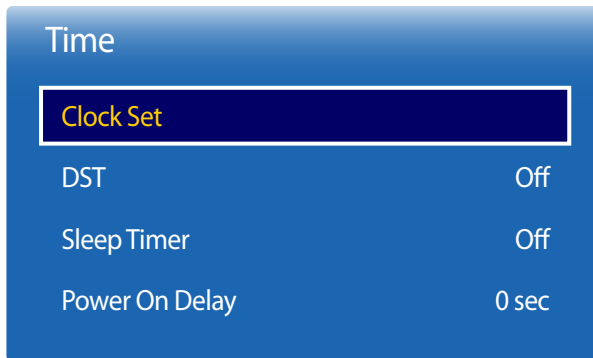 Time
Clock Set
DST Off
Sleep Timer Off
Power On Delay 0 sec